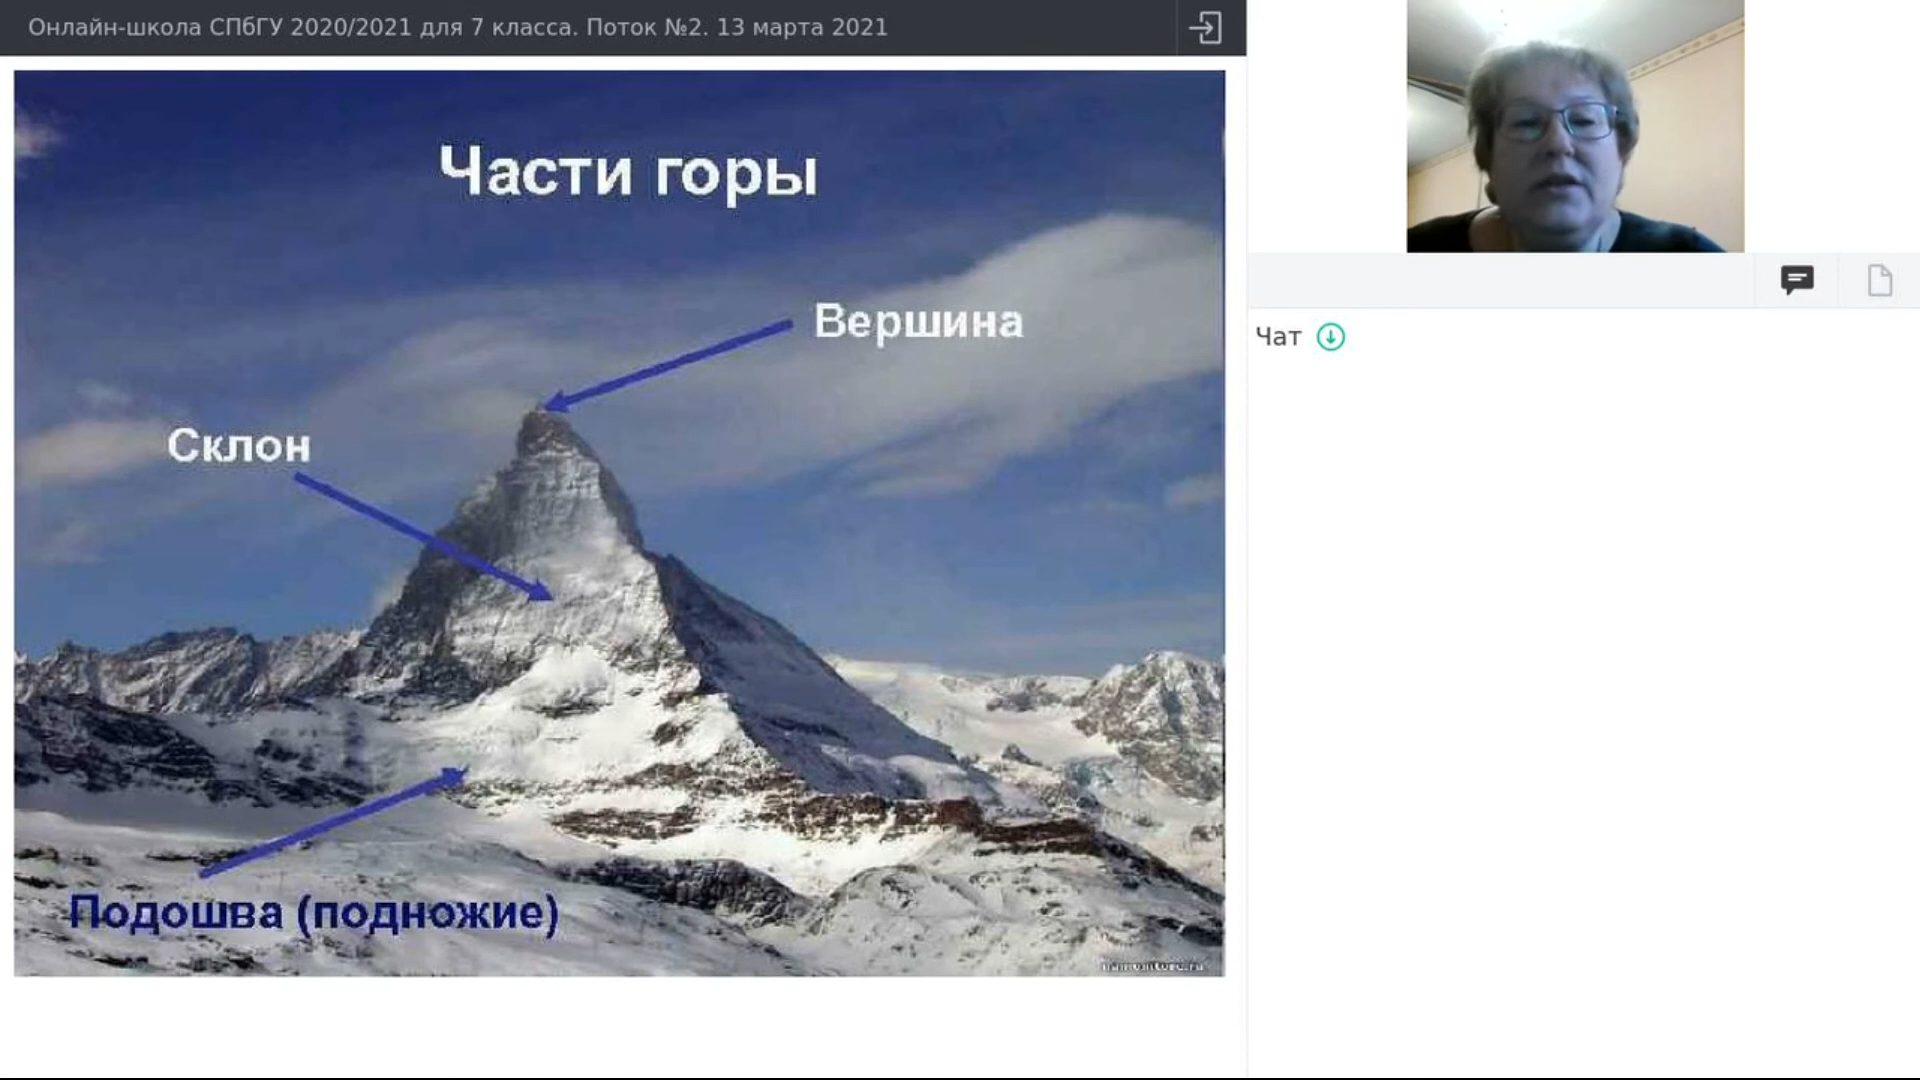 Онлайн-школа СПбГУ 2020/2021 для 7 класса. Поток №2. 13 марта 2021
Части горы
Вершина
Склон
Подошва (подножие)
Чат